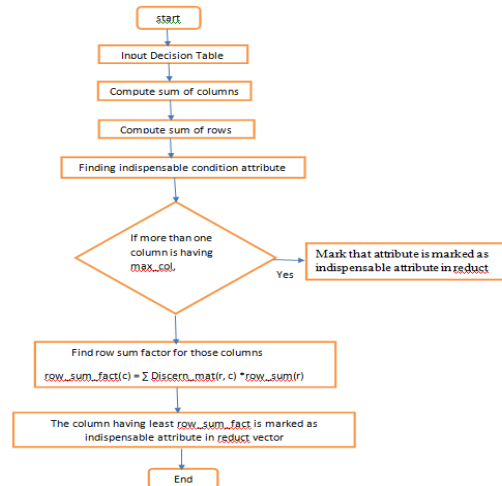 start
Input Decision Table
Compute sum of columns
Compute sum of rows
Finding indispensable condition attribute
If more than one
column is having
max_col,
Yes
Mark that attribute is marked as
indispensable attribute in reduct
Find row sum factor for those columns
row_sum_fact(c) = ∑ Discern_mat(r, c) *row_sum(r)
The column having least row_sum_fact is marked as
indispensable attribute in reduct vector
End